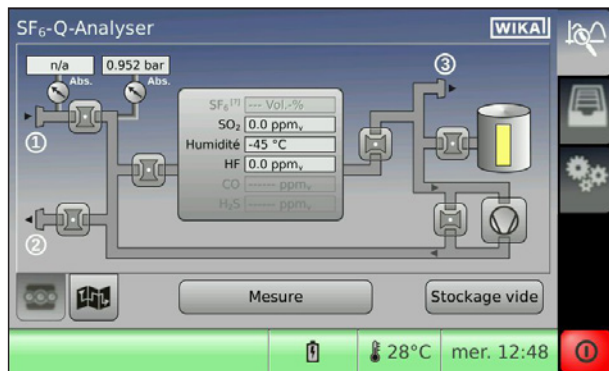 SF₆-Q-Analyser
WIKA
n/a
0.952 bar
Abs.
Abs.
③
①
SF₆ [?] --- Vol.-%
SO₂ 0.0 ppmᵥ
Humidité -45 °C
HF 0.0 ppmᵥ
CO ------ ppmᵥ
H₂S ------ ppmᵥ
②
Mesure
Stockage vide
28°C
mer. 12:48